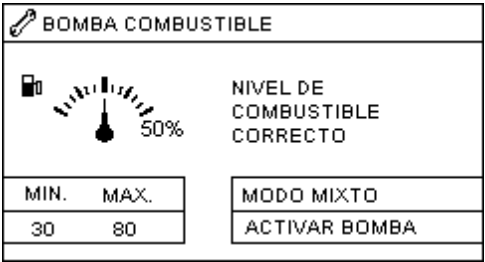 BOMBA COMBUSTIBLE
50%
NIVEL DE
COMBUSTIBLE
CORRECTO
MIN. MAX.
30 80
MODO MIXTO
ACTIVAR BOMBA